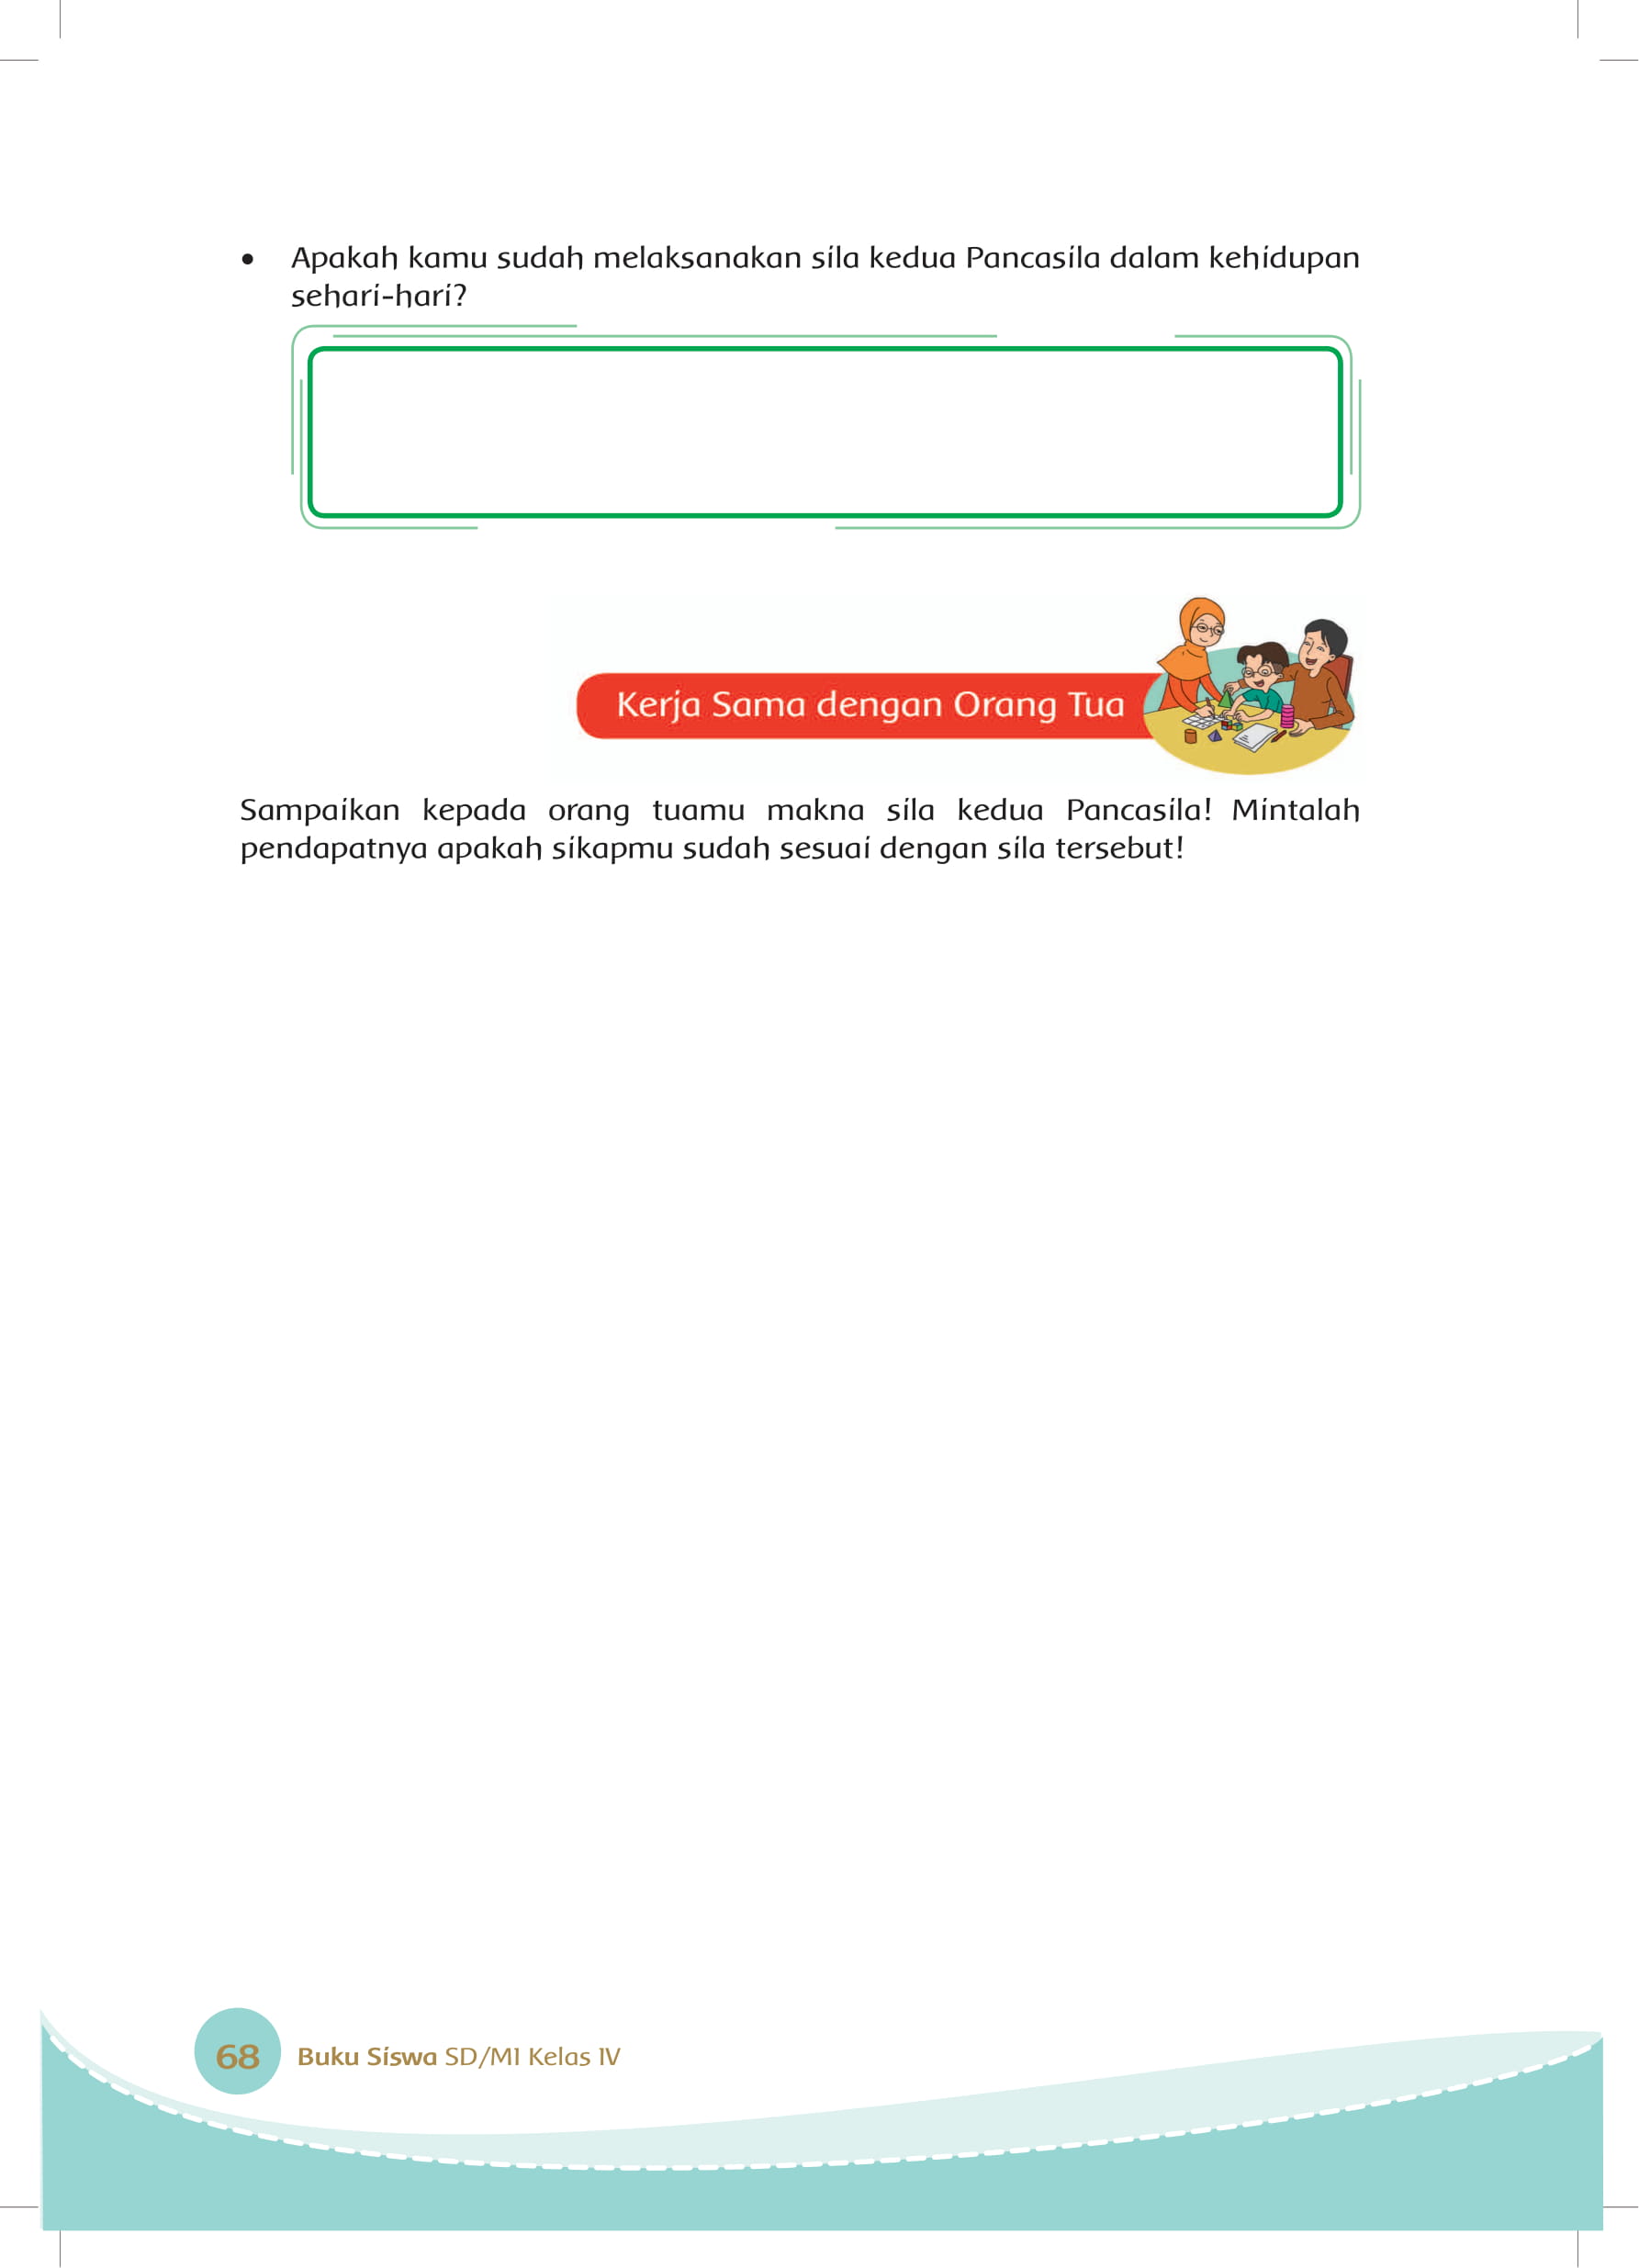 • Apakah kamu sudah melaksanakan sila kedua Pancasila dalam kehidupan
sehari-hari?
Kerja Sama dengan Orang Tua
Sampaikan kepada orang tuamu makna sila kedua Pancasila! Mintalah
pendapatnya apakah sikapmu sudah sesuai dengan sila tersebut!
68 Buku Siswa SD/MI Kelas IV